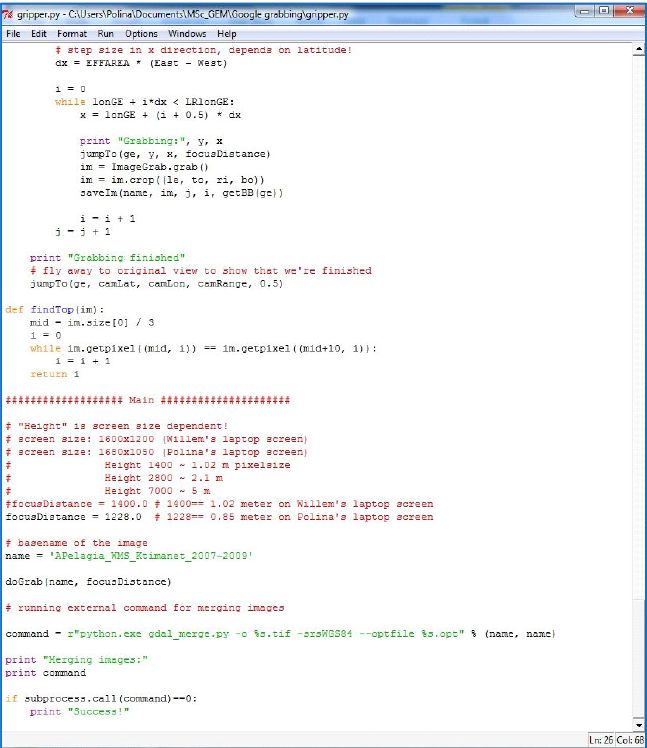 gripper.py - C:\Users\Polina\Documents\MSc_GEM\Google grabbing\gripper.py
File Edit Format Run Options Windows Help
# step size in x direction, depends on latitude!
dx = EFFAREA * (East - West)
i = 0
while lonGE + i*dx < LRlonGE:
x = lonGE + (i + 0.5) * dx
print "Grabbing:", y, x
jumpTo(ge, y, x, focusDistance)
im = ImageGrab.grab()
im = im.crop((le, to, ri, bo))
saveIm(name, im, j, i, getBB(ge))
i = i + 1
j = j + 1
print "Grabbing finished"
# fly away to original view to show that we're finished
jumpTo(ge, camLat, camLon, camRange, 0.5)
def findTop(im):
mid = im.size[0] / 3
i = 0
while im.getpixel((mid, i)) == im.getpixel((mid+10, i)):
i = i + 1
return i
################### Main #####################
# "Height" is screen size dependent!
# screen size: 1600x1200 (Willem's laptop screen)
# screen size: 1680x1050 (Polina's laptop screen)
# Height 1400 ~ 1.02 m pixelsize
# Height 2800 ~ 2.1 m
# Height 7000 ~ 5 m
#focusDistance = 1400.0 # 1400== 1.02 meter on Willem's laptop screen
focusDistance = 1228.0 # 1228== 0.85 meter on Polina's laptop screen
# basename of the image
name = 'APelagia_WMS_Ktimanet_2007-2009'
doGrab(name, focusDistance)
# running external command for merging images
command = r"python.exe gdal_merge.py -o %s.tif -srsWGS84 --optfile %s.opt" % (name, name)
print "Merging images:"
print command
if subprocess.call(command)==0:
print "Success!"
Ln: 26 Col: 68